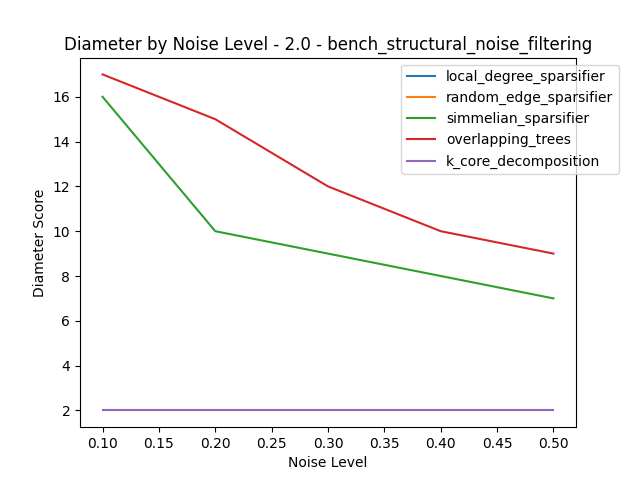 Diameter by Noise Level - 2.0 - bench_structural_noise_filtering
local_degree_sparsifier
random_edge_sparsifier
simmelian_sparsifier
overlapping_trees
k_core_decomposition
Diameter Score
16
14
12
10
8
6
4
2
0.10 0.15 0.20 0.25 0.30 0.35 0.40 0.45 0.50
Noise Level